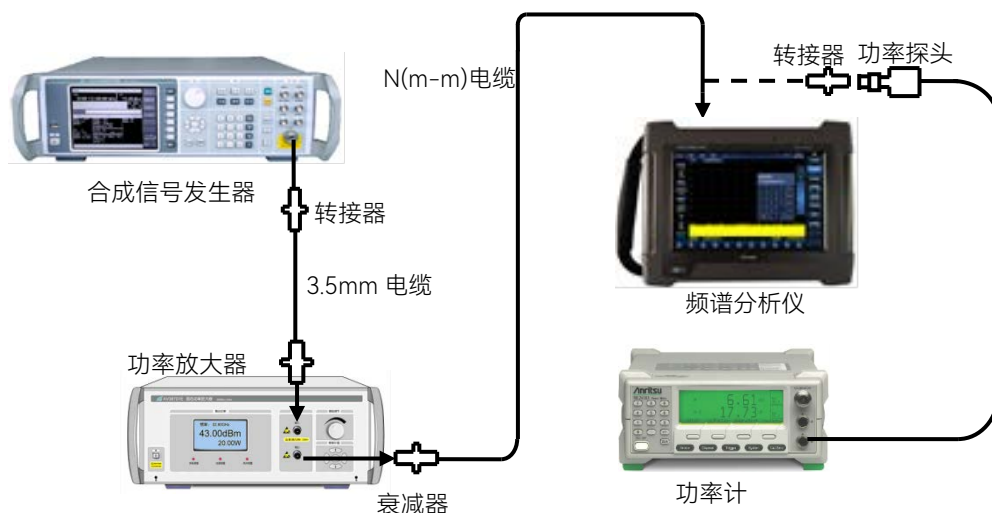 转接器 功率探头
N(m-m)电缆
合成信号发生器
转接器
3.5mm 电缆
频谱分析仪
功率放大器
43.00dBm
20.00W
Anritsu
6.61
17.73
衰减器
功率计